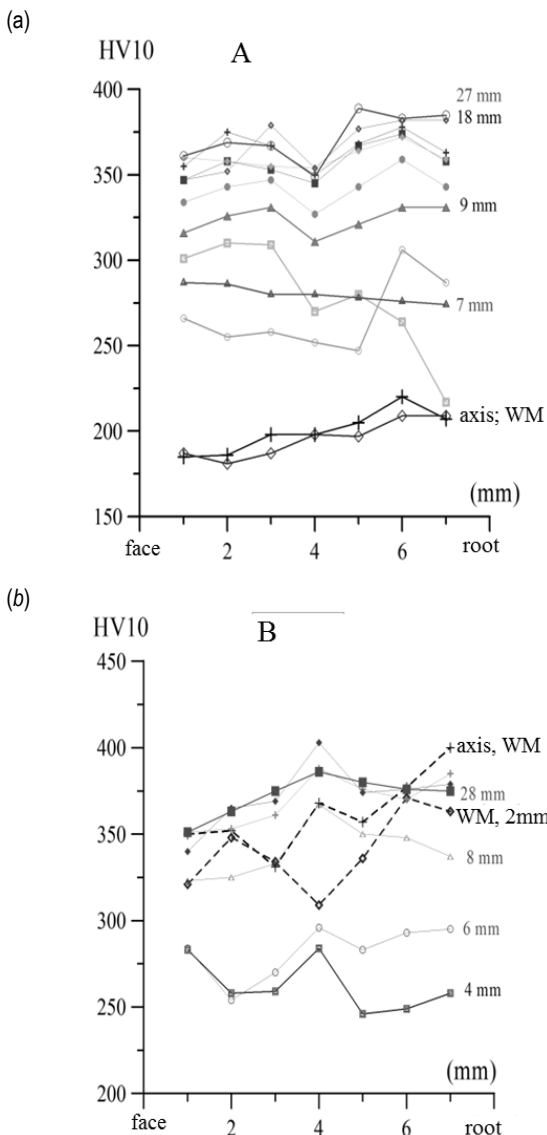 (a)
HV10
A
400
27 mm
18 mm
350
9 mm
300
7 mm
250
axis; WM
200
(mm)
150
face
2
4
6
root
(b)
HV10
B
450
400
axis, WM
28 mm
WM, 2mm
350
8 mm
300
6 mm
4 mm
250
(mm)
200
face
2
4
6
root